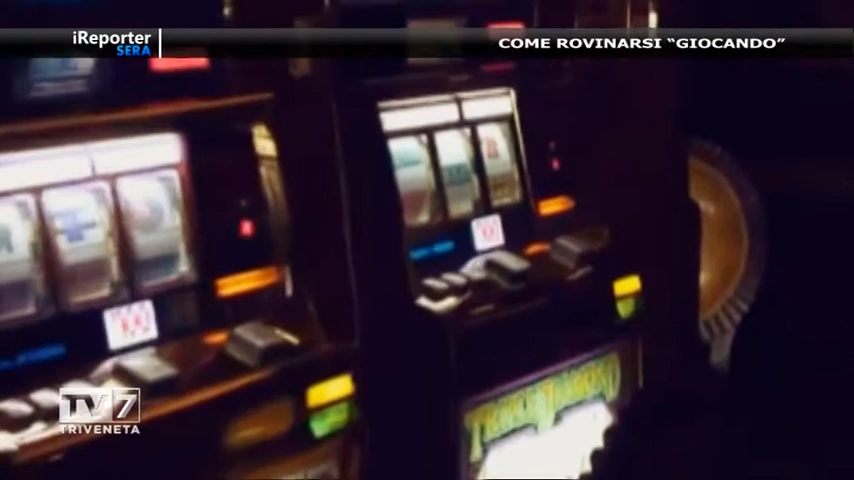 iReporter
SERA
COME ROVINARSI “GIOCANDO”
TV7
TRIVENETA